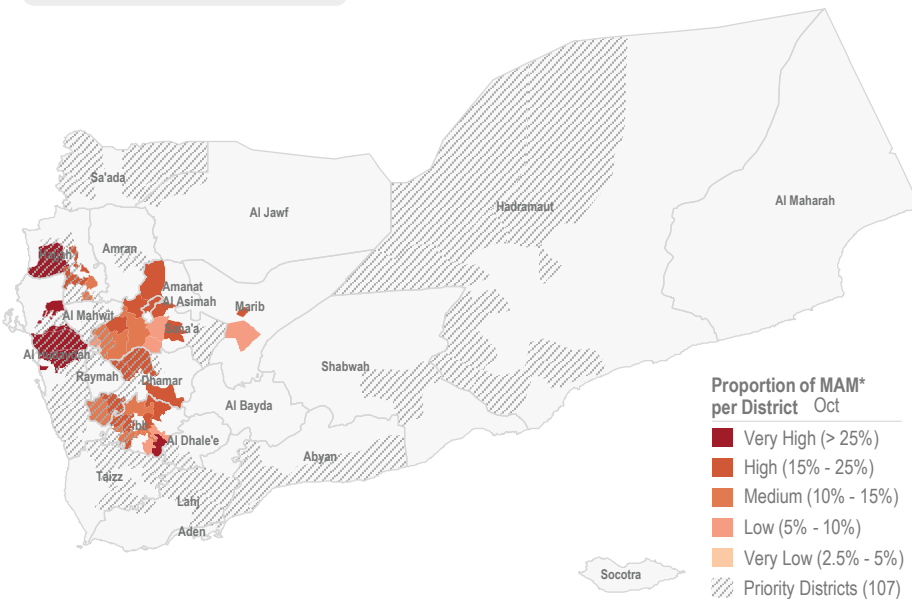 Sa'ada
Al Jawf
Hadramaut
Al Maharah
Hajjah
Amran
Amanat
Al Asimah
Marib
Al Mahwit
Sana'a
Al Hudaydah
Raymah
Dhamar
Shabwah
Al Bayda
Ibb
Al Dhale'e
Abyan
Taizz
Lahj
Aden
Socotra
Proportion of MAM*
per District Oct
Very High (> 25%)
High (15% - 25%)
Medium (10% - 15%)
Low (5% - 10%)
Very Low (2.5% - 5%)
Priority Districts (107)